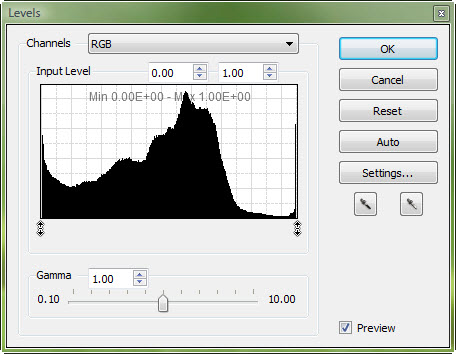 Levels
Channels RGB
Input Level 0.00 1.00
Min 0.00E+00 - Max 1.00E+00
Gamma 1.00
0.10 10.00
OK
Cancel
Reset
Auto
Settings...
Preview